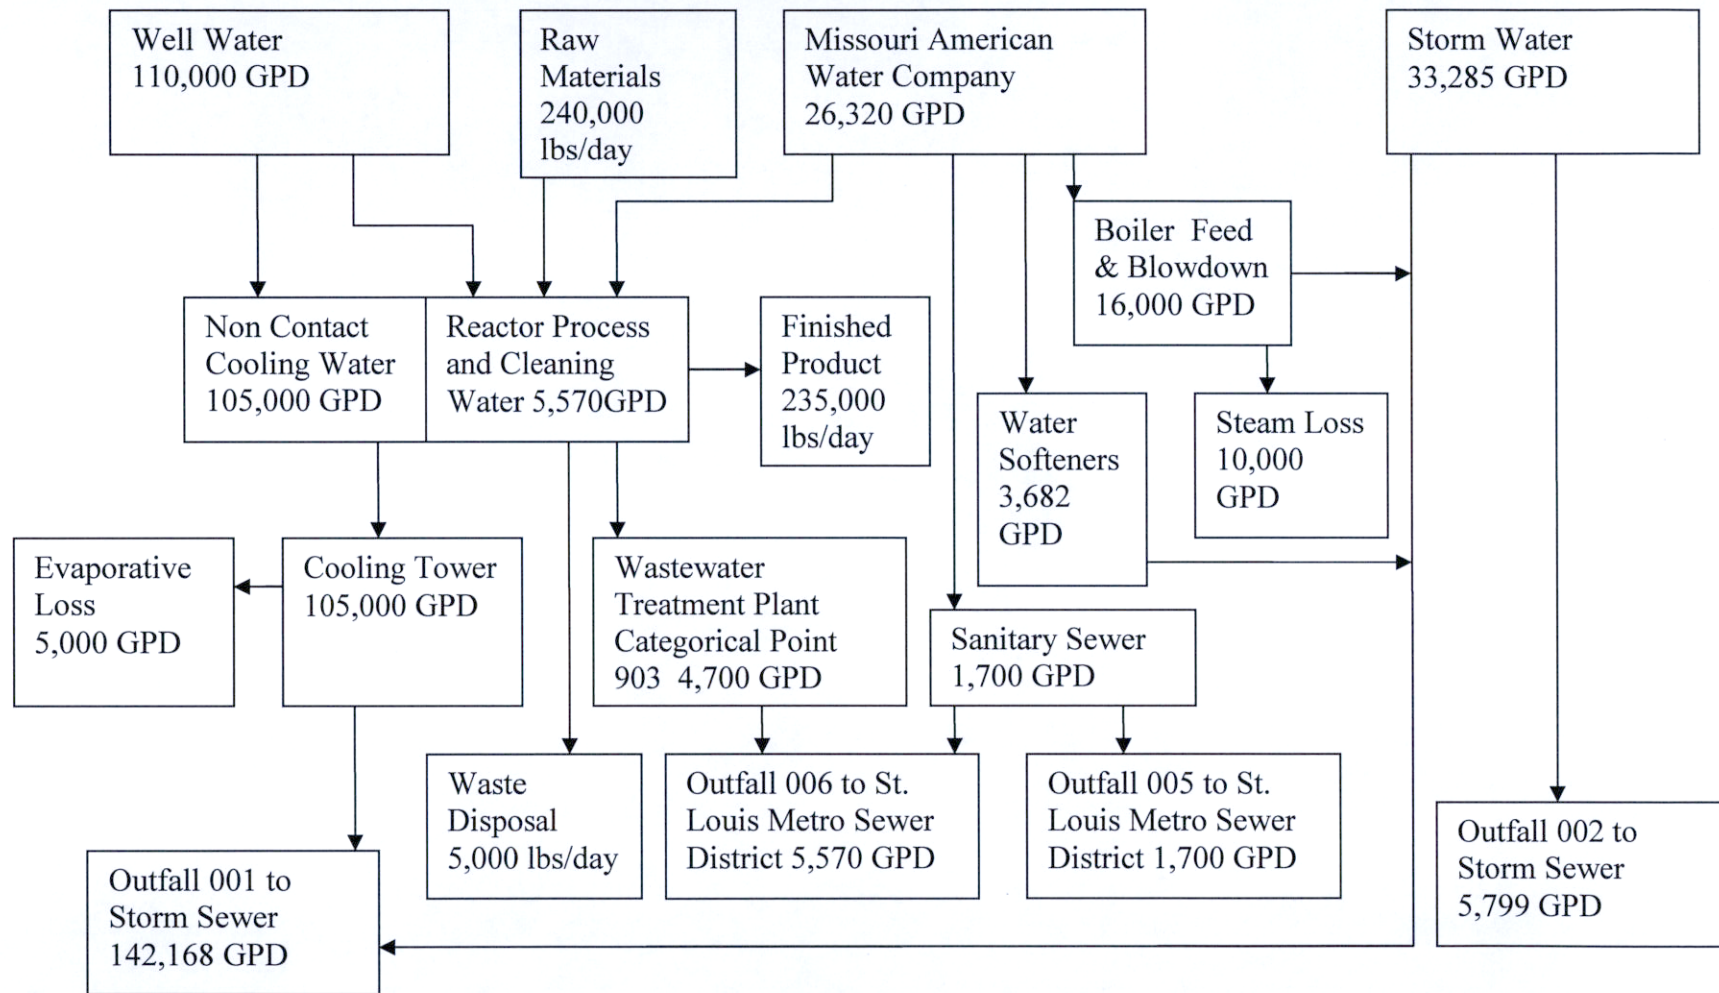 Well Water
110,000 GPD
Raw
Materials
240,000
lbs/day
Missouri American
Water Company
26,320 GPD
Storm Water
33,285 GPD
Boiler Feed
& Blowdown
16,000 GPD
Non Contact
Cooling Water
105,000 GPD
Reactor Process
and Cleaning
Water 5,570GPD
Finished
Product
235,000
lbs/day
Water
Softeners
3,682
GPD
Steam Loss
10,000
GPD
Evaporative
Loss
5,000 GPD
Cooling Tower
105,000 GPD
Wastewater
Treatment Plant
Categorical Point
903 4,700 GPD
Sanitary Sewer
1,700 GPD
Waste
Disposal
5,000 lbs/day
Outfall 006 to St.
Louis Metro Sewer
District 5,570 GPD
Outfall 005 to St.
Louis Metro Sewer
District 1,700 GPD
Outfall 002 to
Storm Sewer
5,799 GPD
Outfall 001 to
Storm Sewer
142,168 GPD